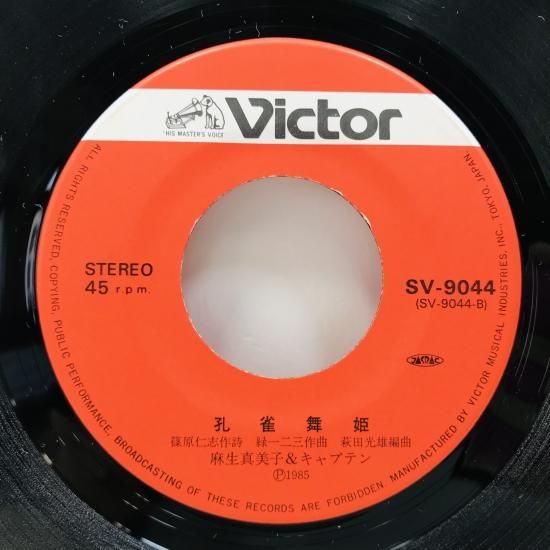 Victor
"HIS MASTER'S VOICE"
STEREO
45 r.p.m.
SV-9044
(SV-9044-B)
JASRAC
孔雀舞姫
篠原仁志作詩 緑一二三作曲 萩田光雄編曲
麻生真美子&キャプテン
Ⓟ1985
ALL RIGHTS RESERVED. COPYING, PUBLIC PERFORMANCE, BROADCASTING OF THESE RECORDS ARE FORBIDDEN. MANUFACTURED BY VICTOR MUSICAL INDUSTRIES, INC., TOKYO, JAPAN.